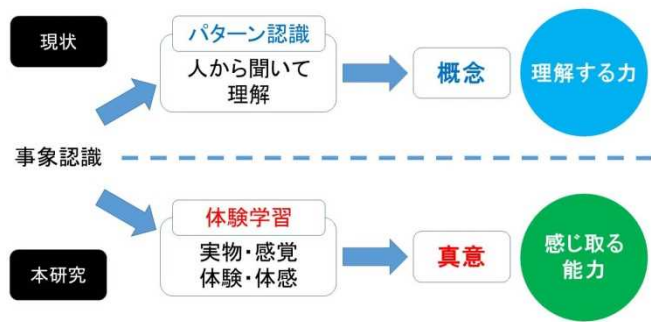 現状
パターン認識
人から聞いて
理解
概念
理解する力
事象認識
本研究
体験学習
実物・感覚
体験・体感
真意
感じ取る
能力